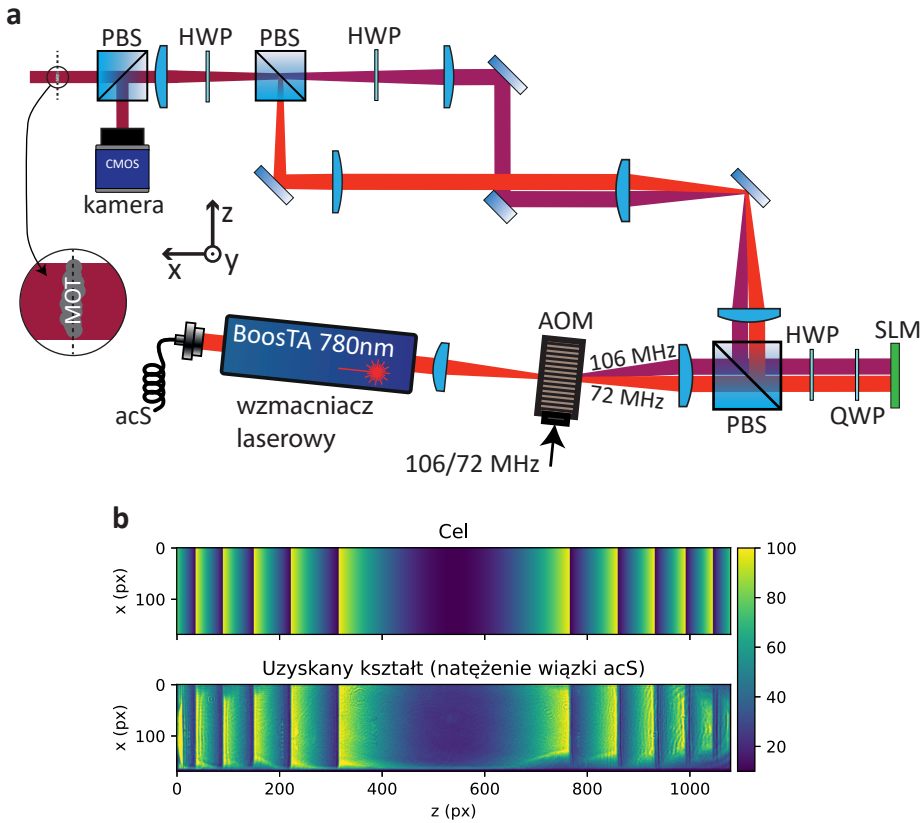 a
PBS
HWP
PBS
HWP
CMOS
kamera
z
x
y
MOT
BoosTA 780nm
acS
wzmacniacz
laserowy
AOM
106 MHz
72 MHz
106/72 MHz
HWP
SLM
QWP
PBS
b
Cel
x (px)
0
100
Uzyskany kształt (natężenie wiązki acS)
x (px)
0
100
0
200
400
600
800
1000
z (px)
100
80
60
40
20